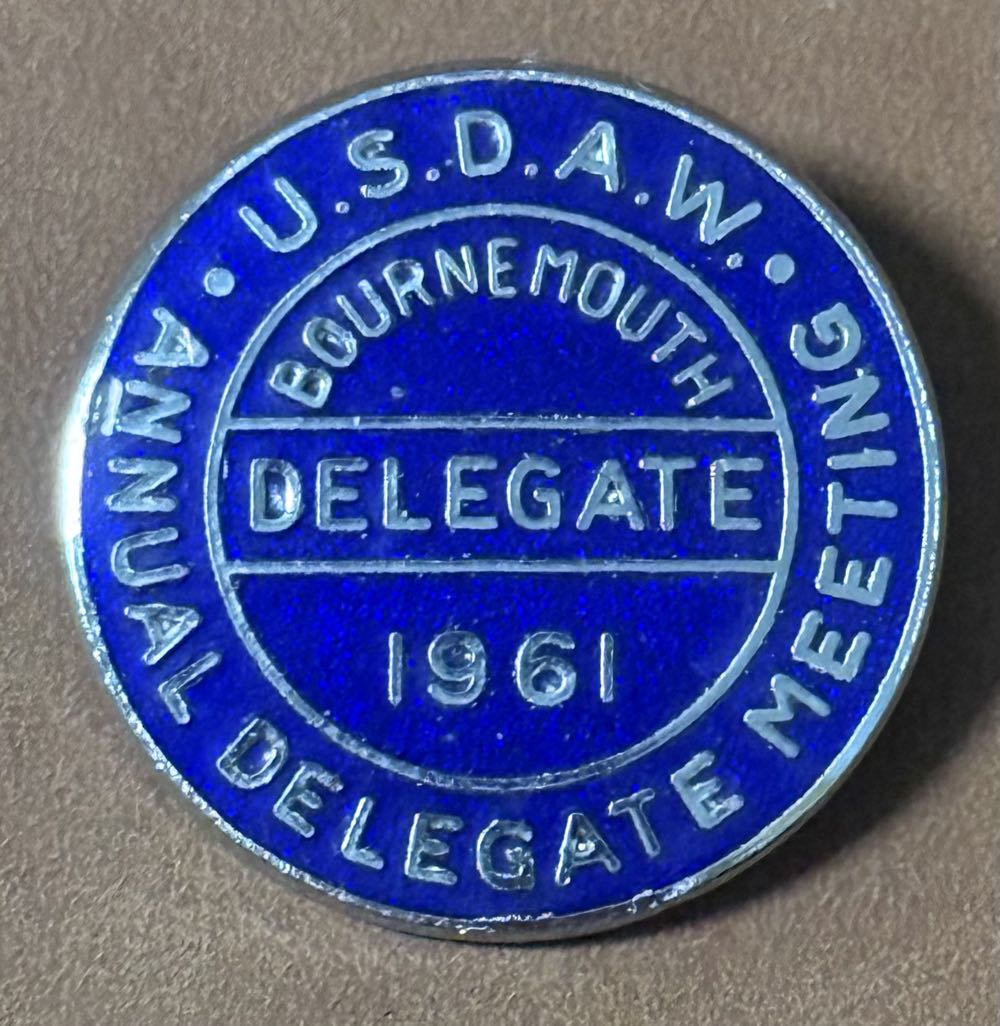 • U.S.D.A.W. •
ANNUAL DELEGATE MEETING
BOURNEMOUTH
DELEGATE
1961